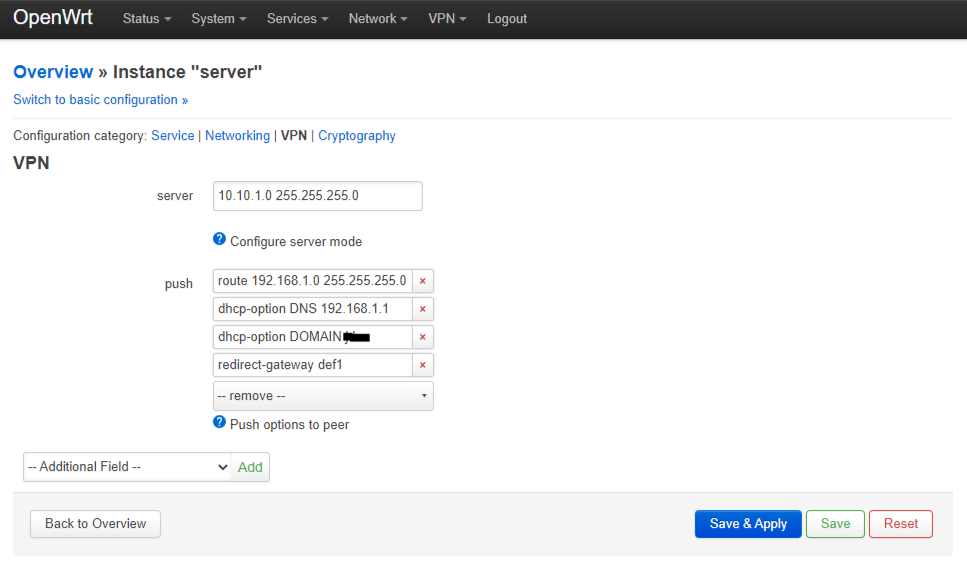 OpenWrt Status System Services Network VPN Logout
Overview » Instance "server"
Switch to basic configuration »
Configuration category: Service | Networking | VPN | Cryptography
VPN
server 10.10.1.0 255.255.255.0
? Configure server mode
push route 192.168.1.0 255.255.255.0 ×
dhcp-option DNS 192.168.1.1 ×
dhcp-option DOMAIN ×
redirect-gateway def1 ×
-- remove --
? Push options to peer
-- Additional Field -- Add
Back to Overview Save & Apply Save Reset